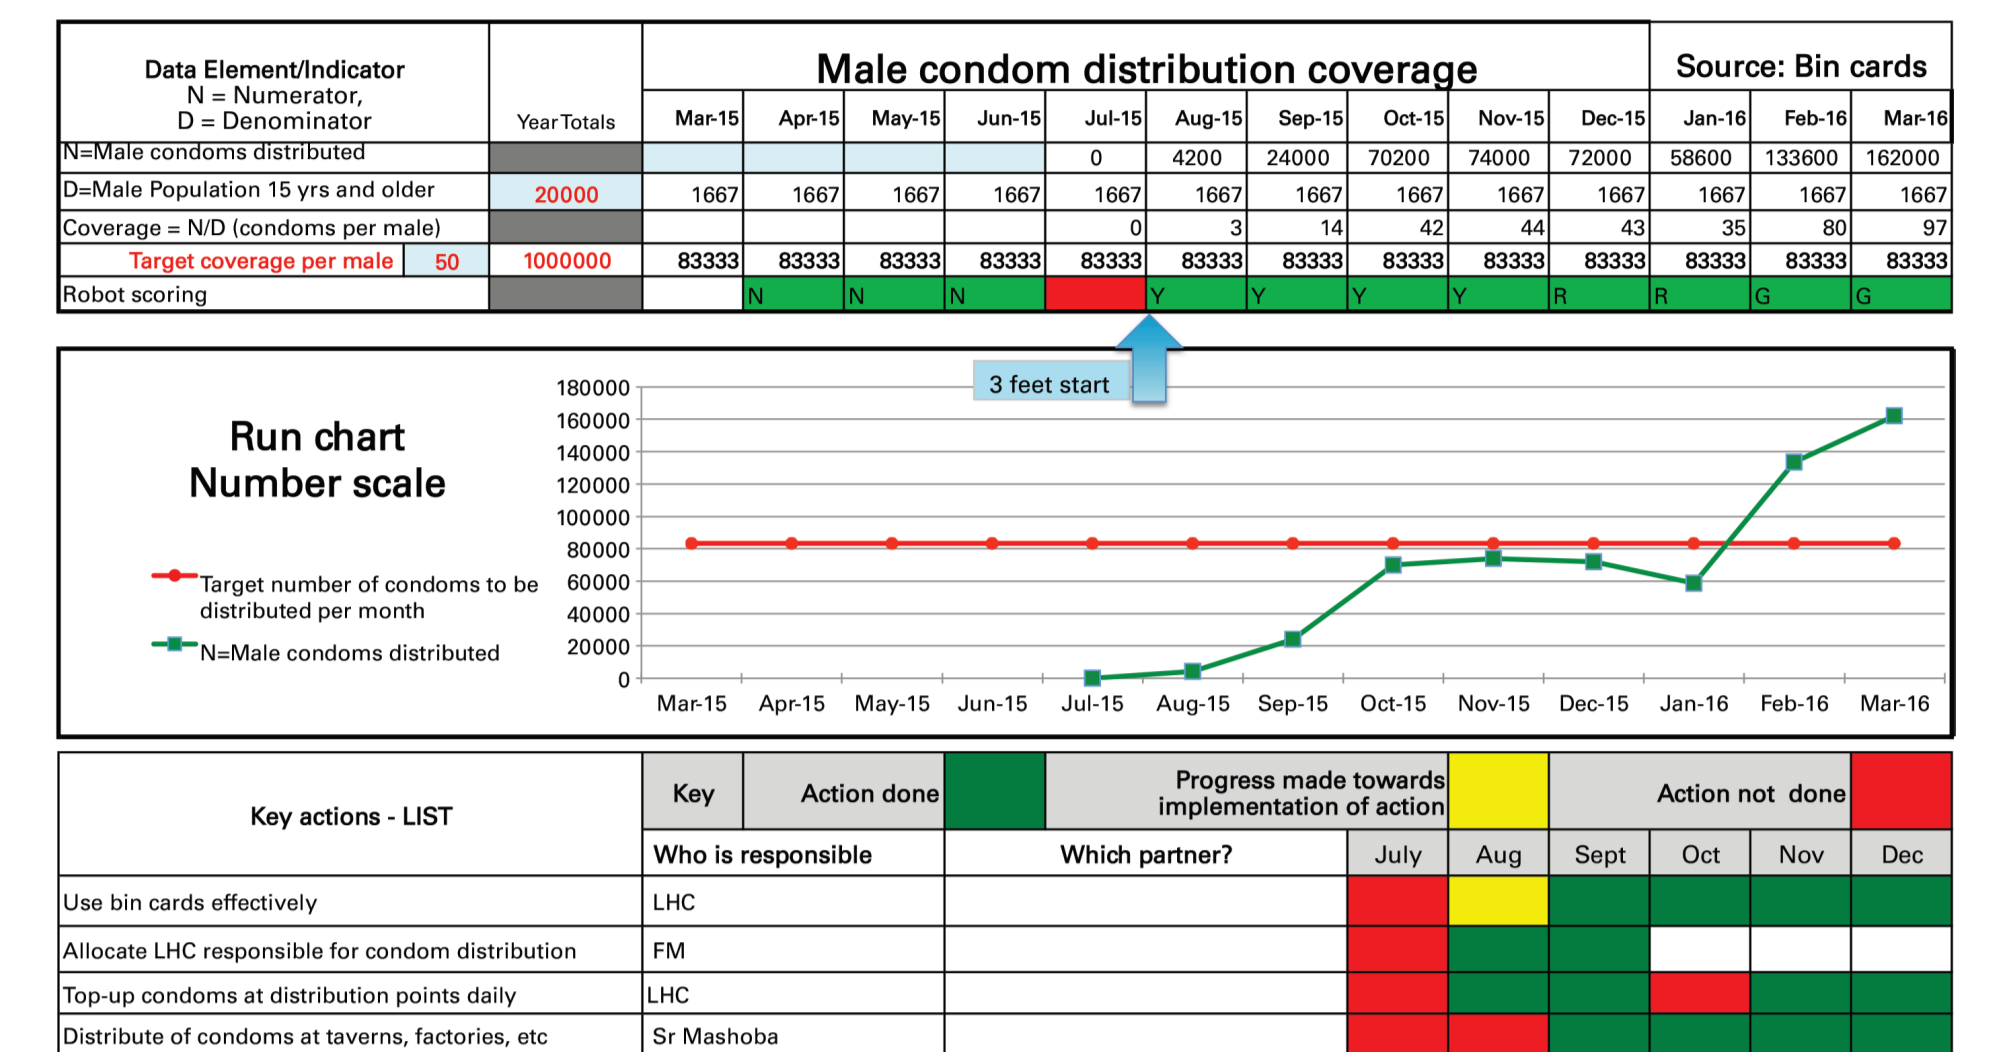 Data Element/Indicator
N = Numerator,
D = Denominator
Year Totals
Male condom distribution coverage
Source: Bin cards
Mar-15 Apr-15 May-15 Jun-15 Jul-15 Aug-15 Sep-15 Oct-15 Nov-15 Dec-15 Jan-16 Feb-16 Mar-16
N=Male condoms distributed 0 4200 24000 70200 74000 72000 58600 133600 162000
D=Male Population 15 yrs and older 20000 1667 1667 1667 1667 1667 1667 1667 1667 1667 1667 1667 1667 1667
Coverage = N/D (condoms per male) 0 3 14 42 44 43 35 80 97
Target coverage per male 50 1000000 83333 83333 83333 83333 83333 83333 83333 83333 83333 83333 83333 83333 83333
Robot scoring N N N Y Y Y Y R R G G
3 feet start
Run chart
Number scale
Target number of condoms to be
distributed per month
N=Male condoms distributed
180000
160000
140000
120000
100000
80000
60000
40000
20000
0
Mar-15 Apr-15 May-15 Jun-15 Jul-15 Aug-15 Sep-15 Oct-15 Nov-15 Dec-15 Jan-16 Feb-16 Mar-16
Key actions - LIST
Key Action done
Progress made towards
implementation of action
Action not done
Who is responsible Which partner? July Aug Sept Oct Nov Dec
Use bin cards effectively LHC
Allocate LHC responsible for condom distribution FM
Top-up condoms at distribution points daily LHC
Distribute of condoms at taverns, factories, etc Sr Mashoba